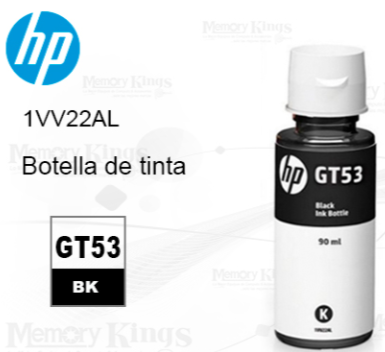 hp
Memory Kings
1VV22AL
Memory Kings
Botella de tinta
GT53
BK
Memory Kings
hp GT53
Black
Ink Bottle
90 ml
K
1VV22AL